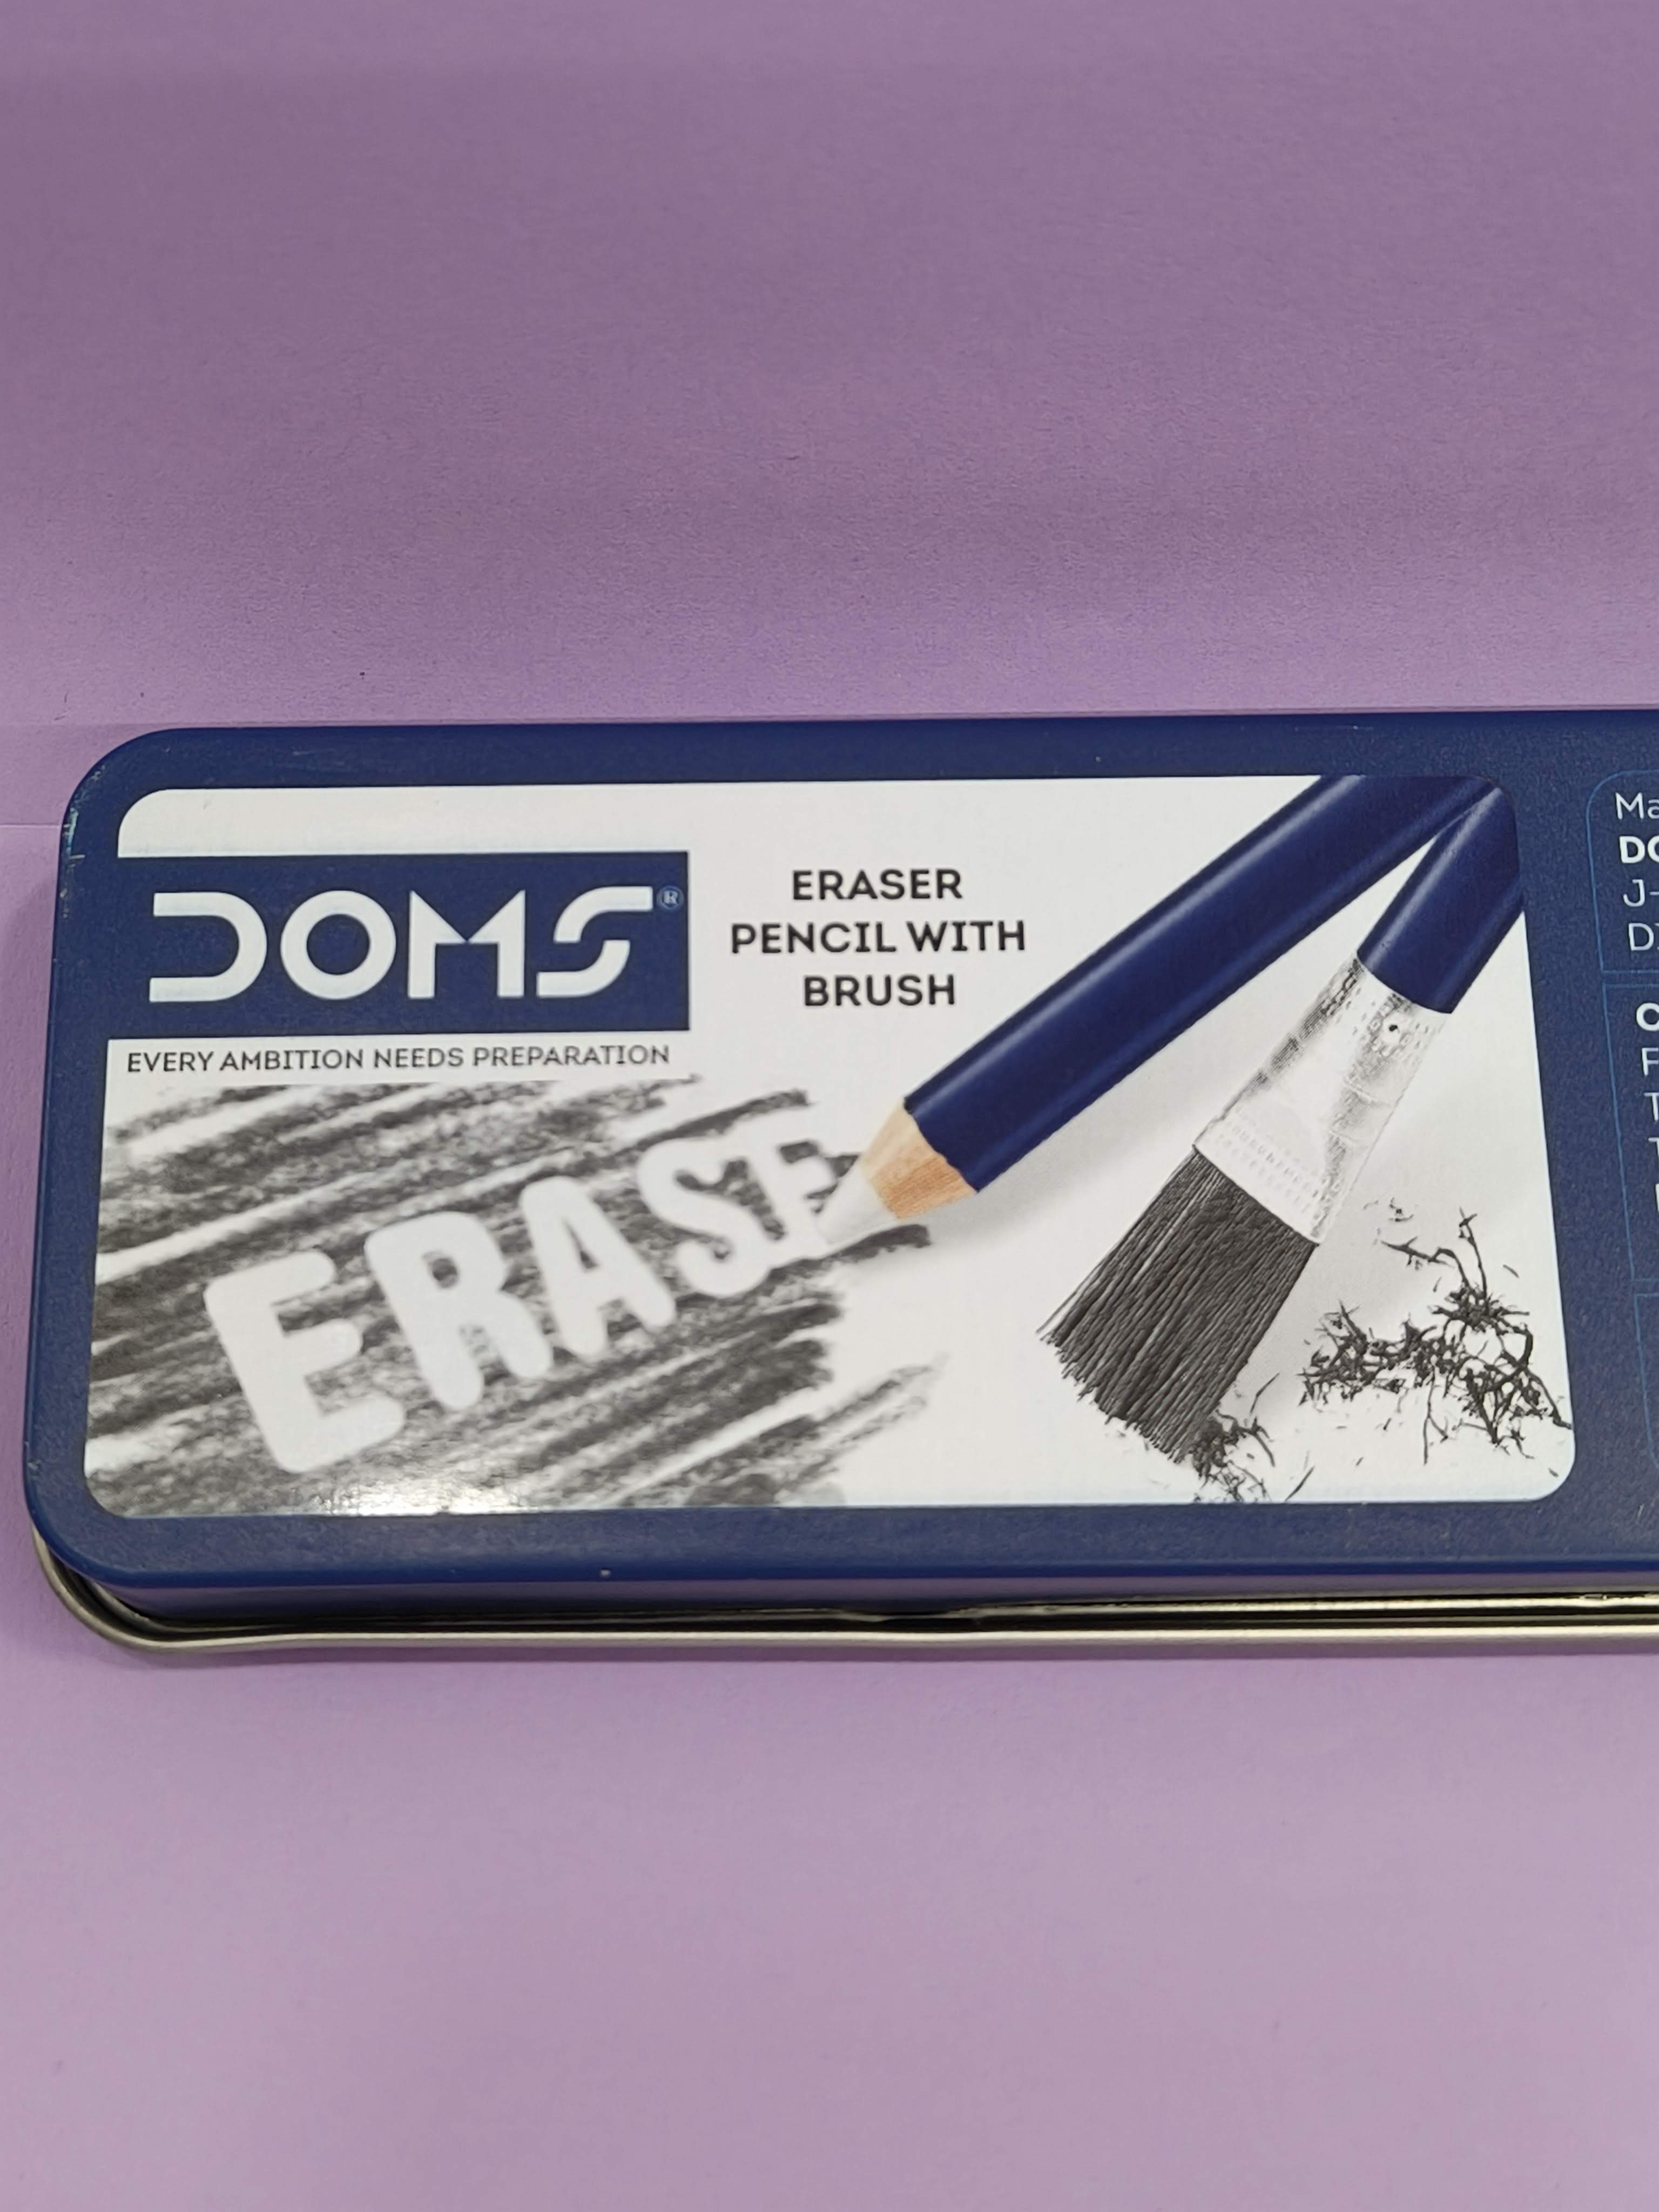 DOMS®
EVERY AMBITION NEEDS PREPARATION
ERASER
PENCIL WITH
BRUSH
ERASE